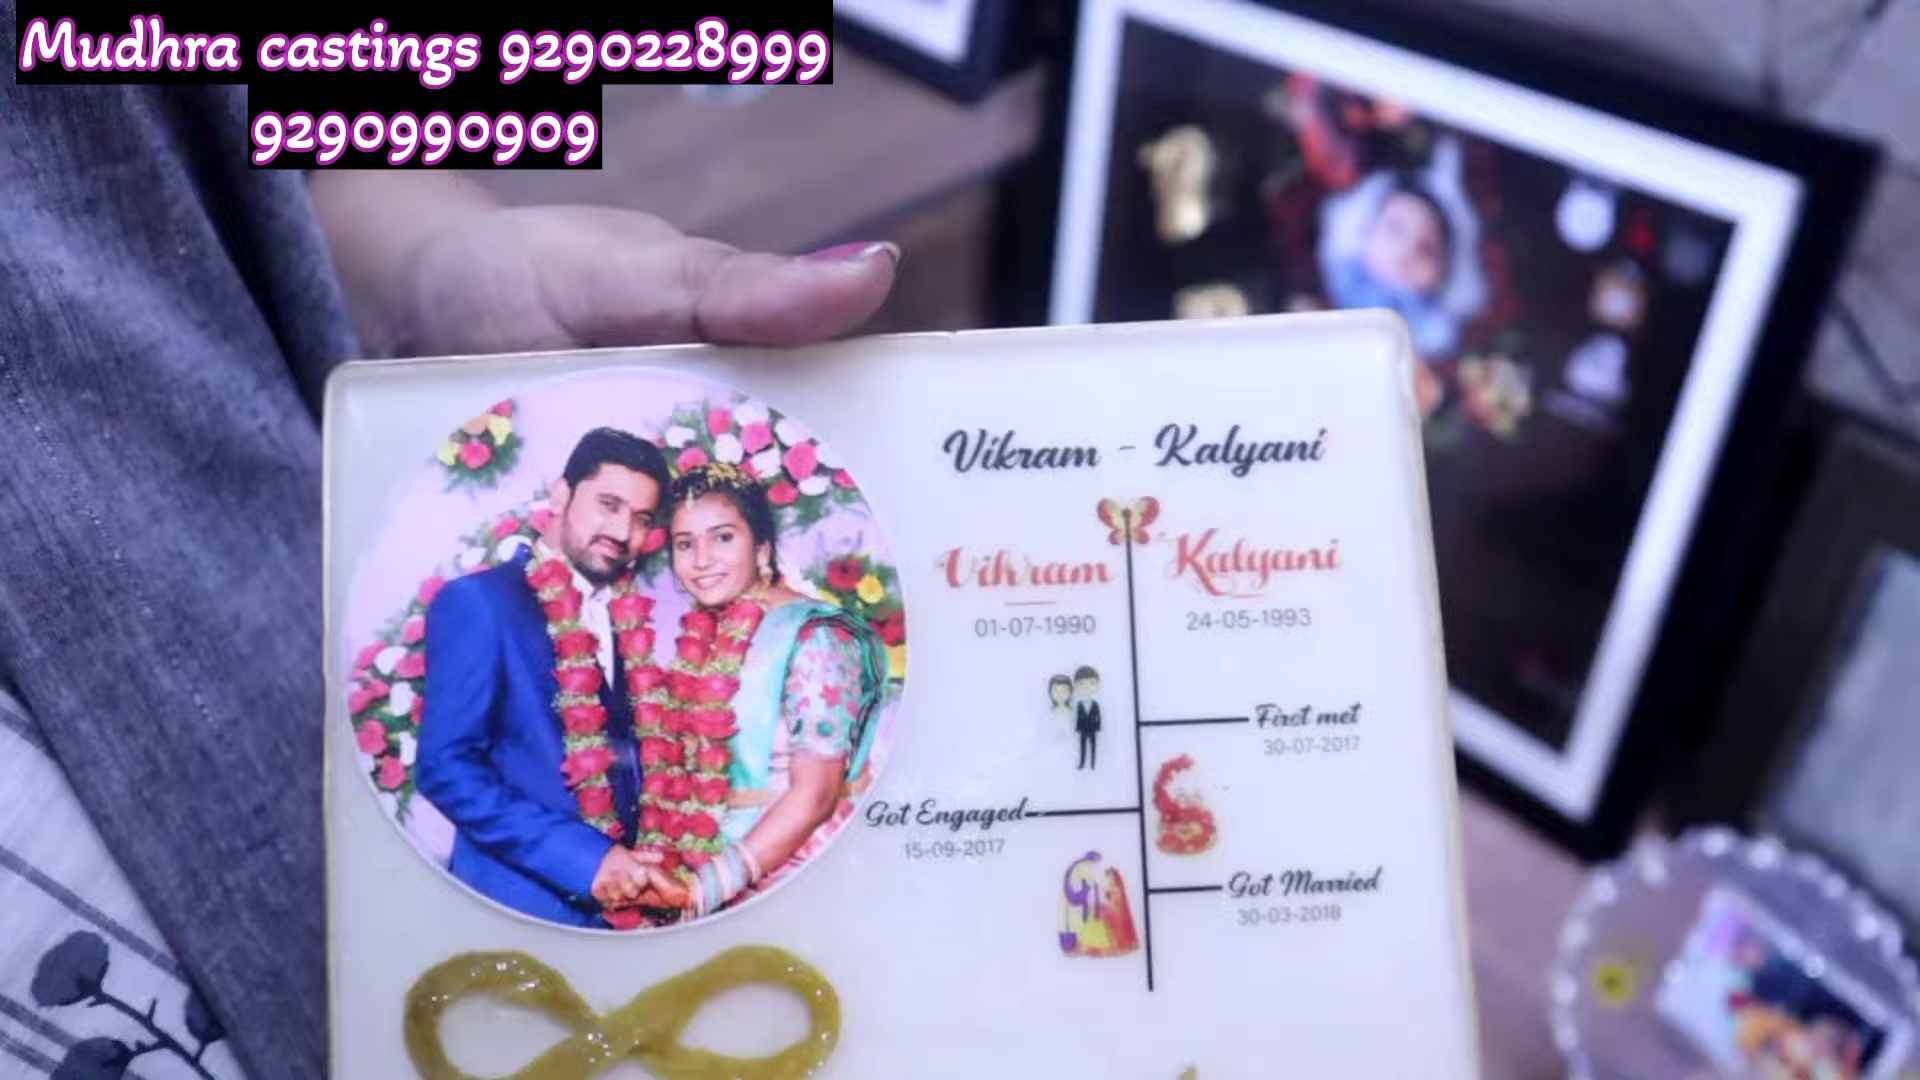 Mudhra castings 9290228999
9290990909
Vikram - Kalyani
Vikram Kalyani
01-07-1990 24-05-1993
First met
30-07-2017
Got Engaged
15-09-2017
Got Married
30-03-2018